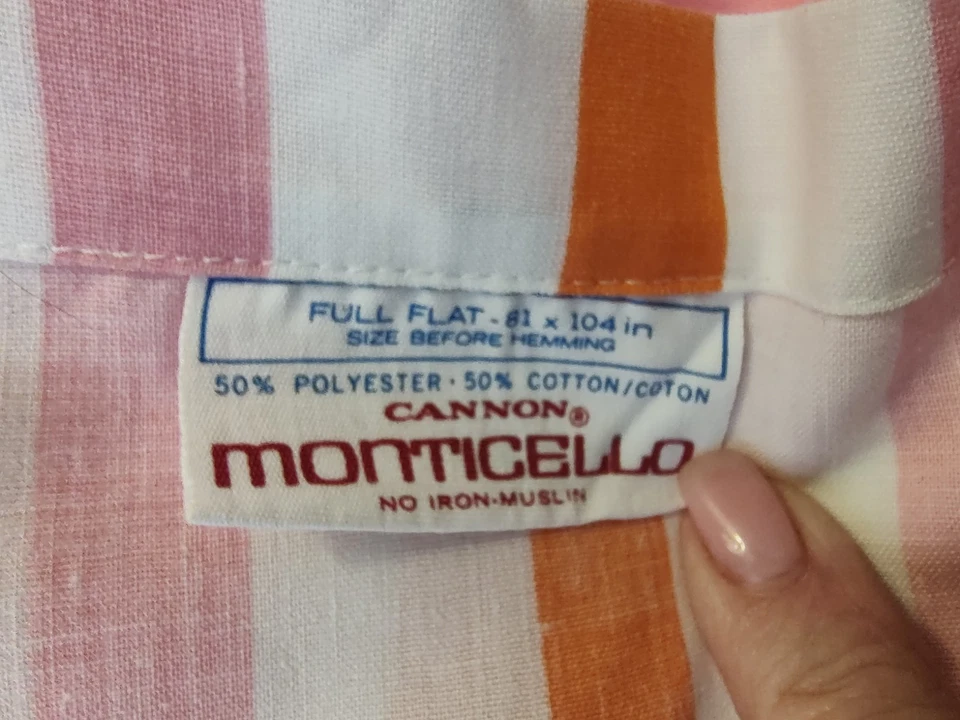 FULL FLAT - 81 x 104 in
SIZE BEFORE HEMMING
50% POLYESTER · 50% COTTON/COTON
CANNON®
MONTICELLO
NO IRON-MUSLIN